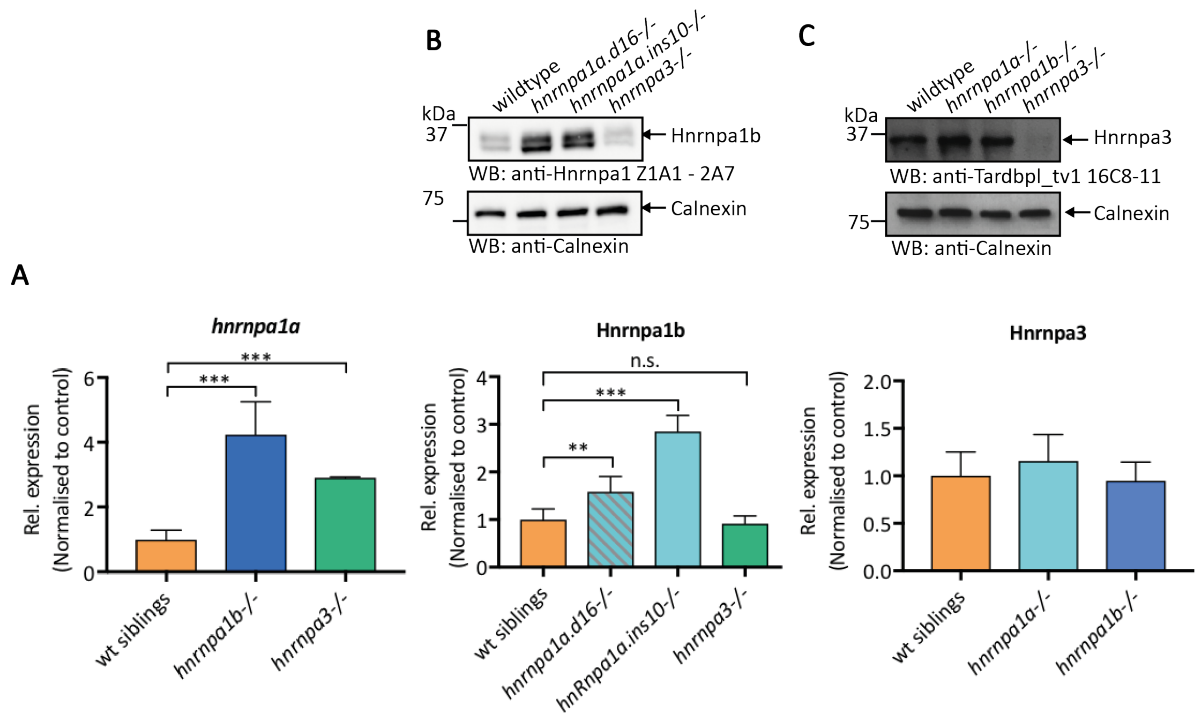 B
wildtype
hnrnpa1a.d16-/-
hnrnpa1a.ins10-/-
hnrnpa3-/-
kDa
37
Hnrnpa1b
WB: anti-Hnrnpa1 Z1A1 - 2A7
75
Calnexin
WB: anti-Calnexin
C
wildtype
hnrnpa1a-/-
hnrnpa1b-/-
hnrnpa3-/-
kDa
37
Hnrnpa3
WB: anti-Tardbpl_tv1 16C8-11
75
Calnexin
WB: anti-Calnexin
A
hnrnpa1a
Rel. expression
(Normalised to control)
6
4
2
0
***
***
wt siblings
hnrnpa1b-/-
hnrnpa3-/-
Hnrnpa1b
Rel. expression
(Normalised to control)
4
3
2
1
0
n.s.
***
**
wt siblings
hnrnpa1a.d16-/-
hnRnpa1a.ins10-/-
hnrnpa3-/-
Hnrnpa3
Rel. expression
(Normalised to control)
2.0
1.5
1.0
0.5
0.0
wt siblings
hnrnpa1a-/-
hnrnpa1b-/-